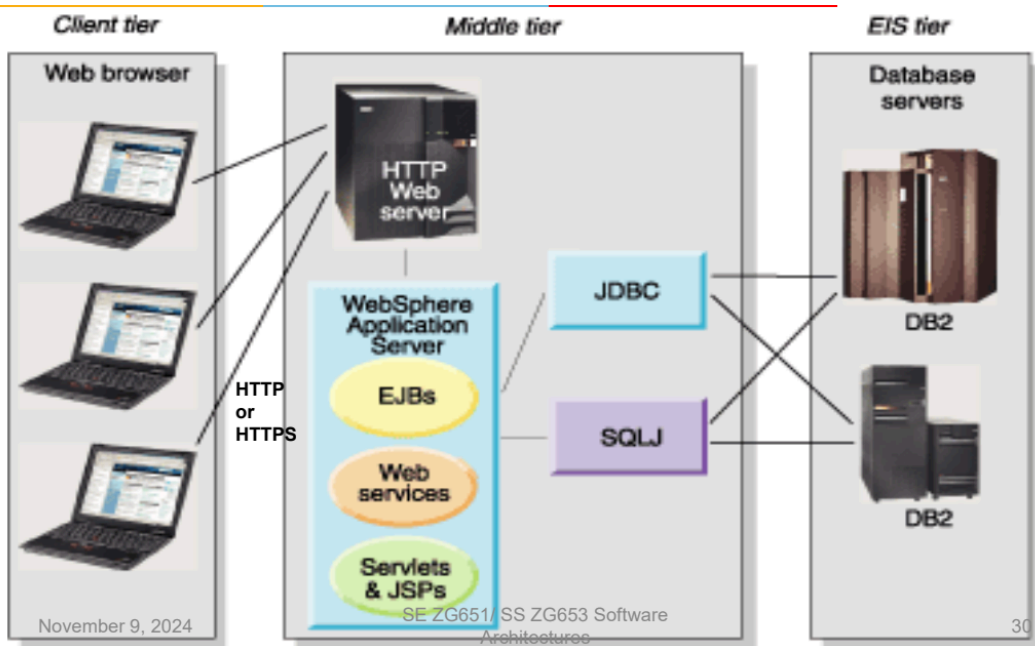 Client tier
Middle tier
EIS tier
Web browser
HTTP
Web
server
HTTP
or
HTTPS
WebSphere
Application
Server
EJBs
Web
services
Servlets
& JSPs
JDBC
SQLJ
Database
servers
DB2
DB2
November 9, 2024
SE ZG651/ SS ZG653 Software
Architectures
30